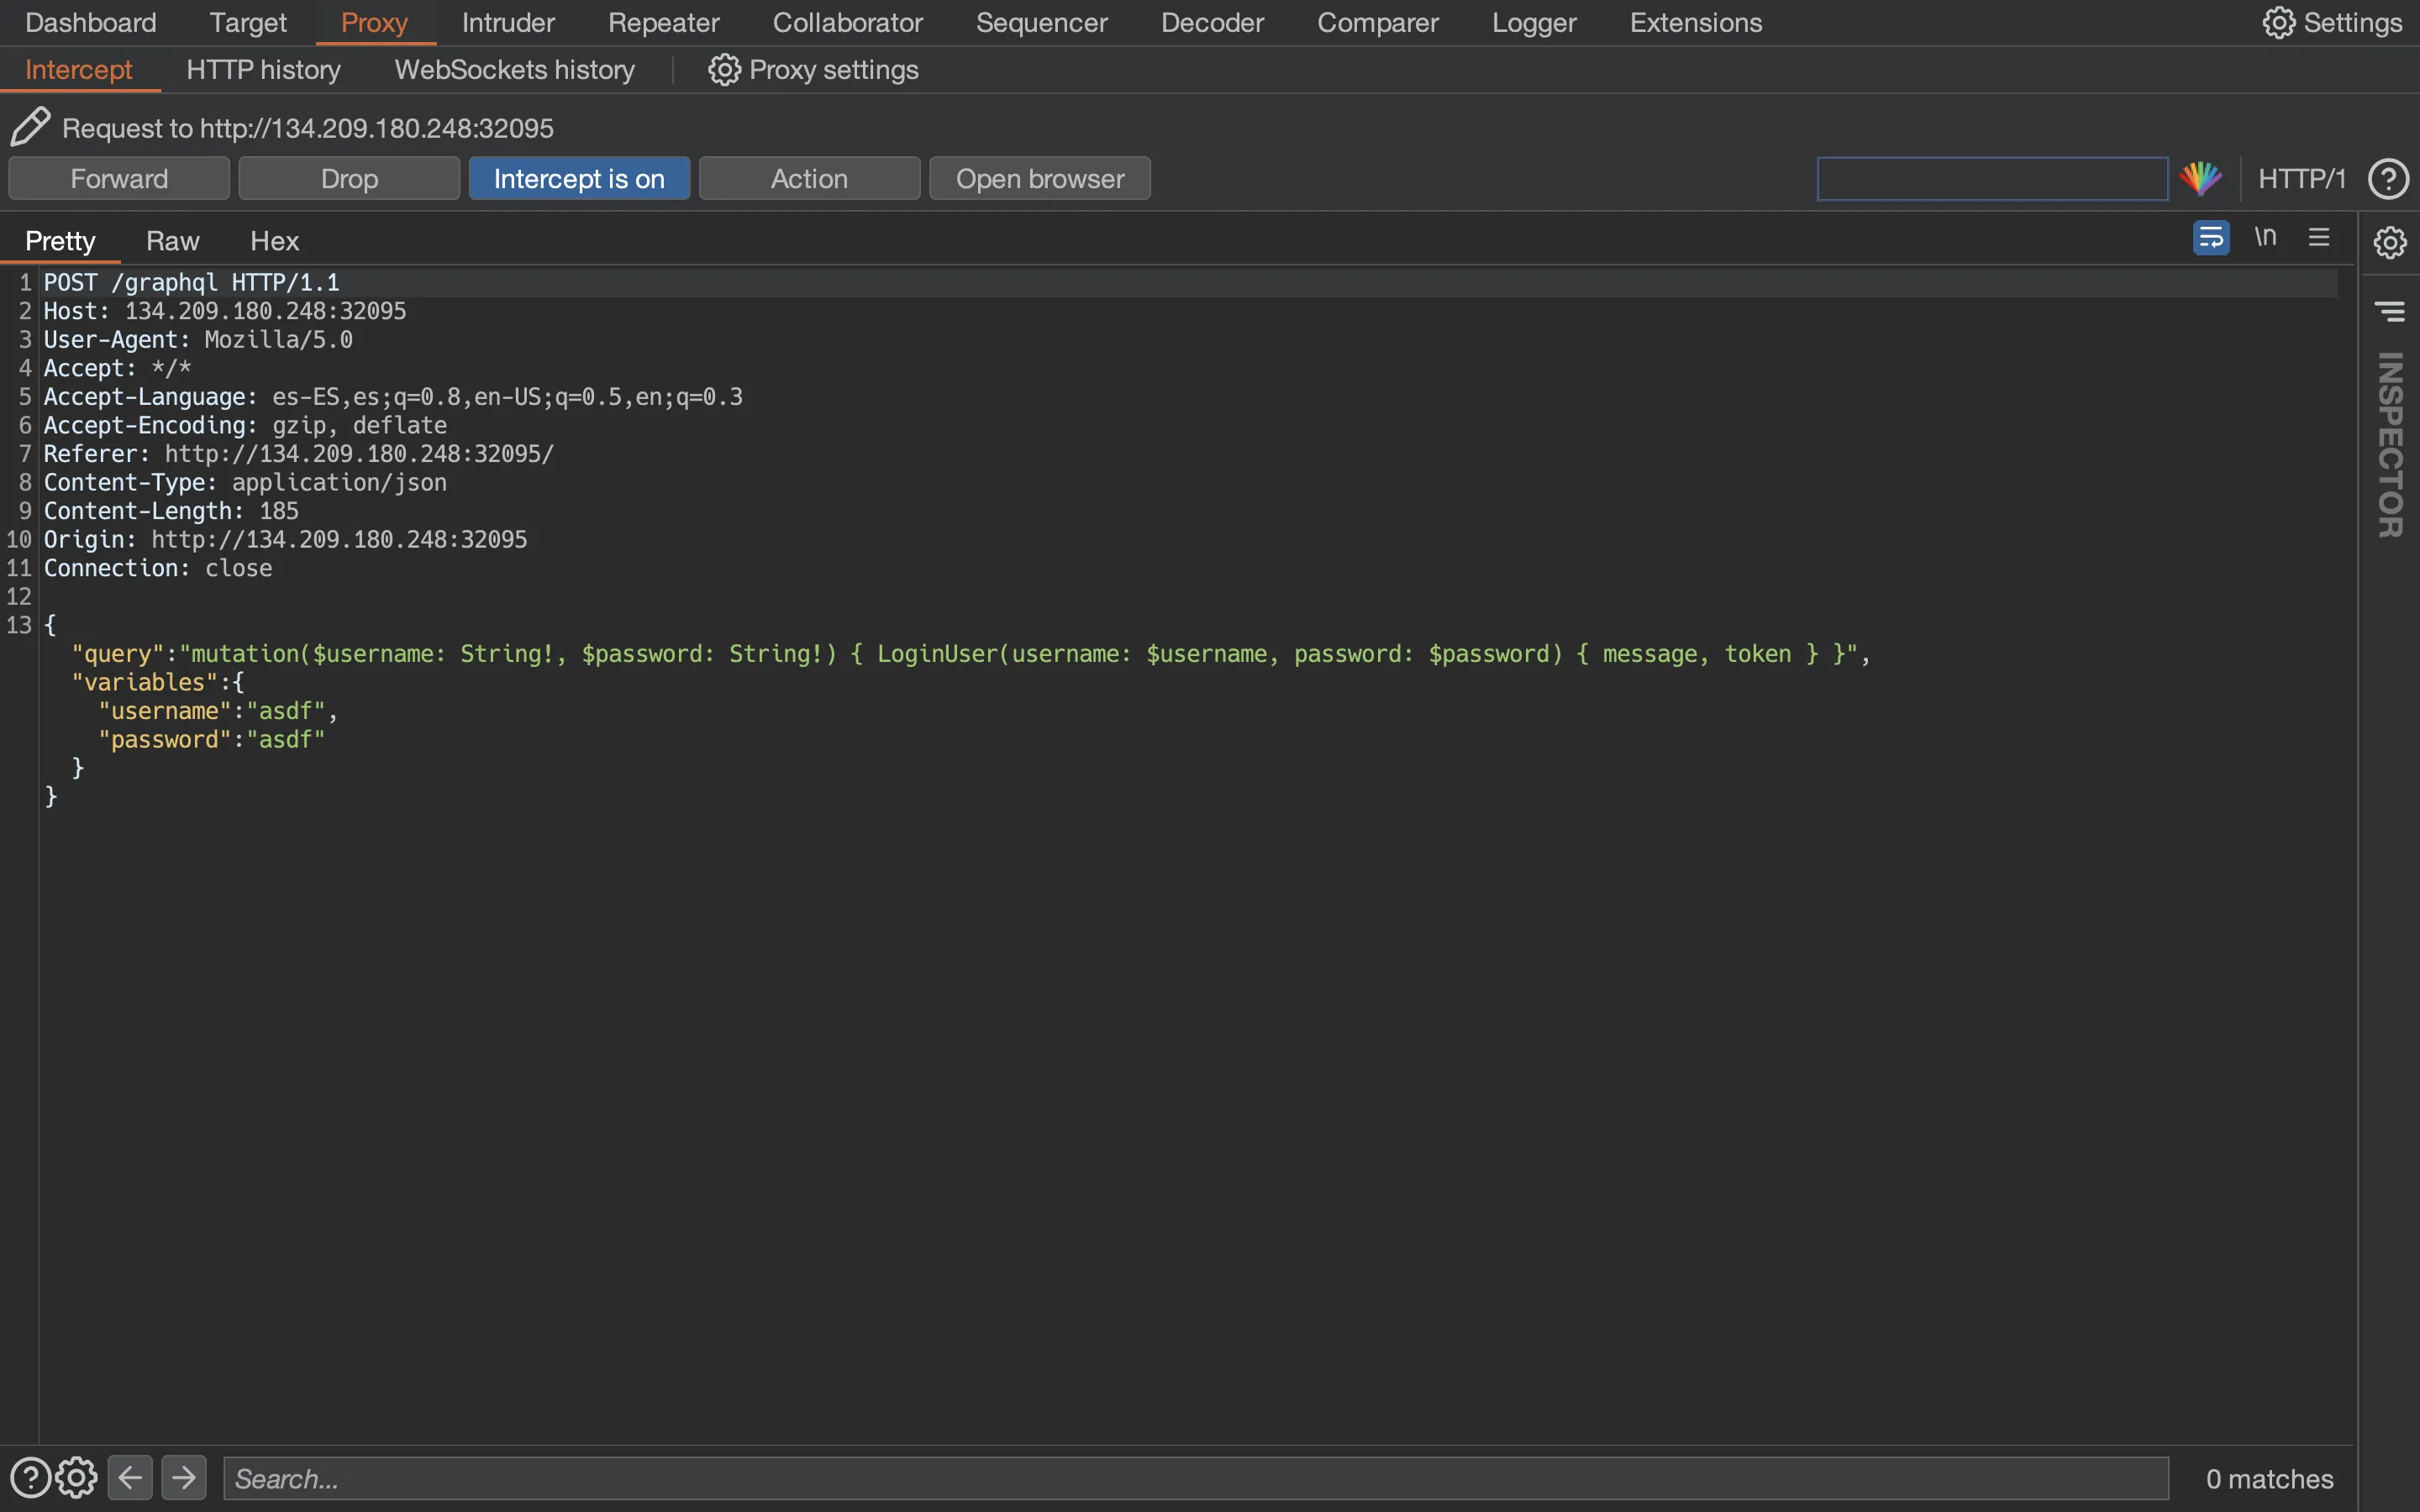 Dashboard Target Proxy Intruder Repeater Collaborator Sequencer Decoder Comparer Logger Extensions Settings
Intercept HTTP history WebSockets history Proxy settings
Request to http://134.209.180.248:32095
Forward Drop Intercept is on Action Open browser HTTP/1 ?
Pretty Raw Hex \n
1 POST /graphql HTTP/1.1
2 Host: 134.209.180.248:32095
3 User-Agent: Mozilla/5.0
4 Accept: */*
5 Accept-Language: es-ES,es;q=0.8,en-US;q=0.5,en;q=0.3
6 Accept-Encoding: gzip, deflate
7 Referer: http://134.209.180.248:32095/
8 Content-Type: application/json
9 Content-Length: 185
10 Origin: http://134.209.180.248:32095
11 Connection: close
12
13 {
"query":"mutation($username: String!, $password: String!) { LoginUser(username: $username, password: $password) { message, token } }",
"variables":{
"username":"asdf",
"password":"asdf"
}
}
INSPECTOR
? Search... 0 matches